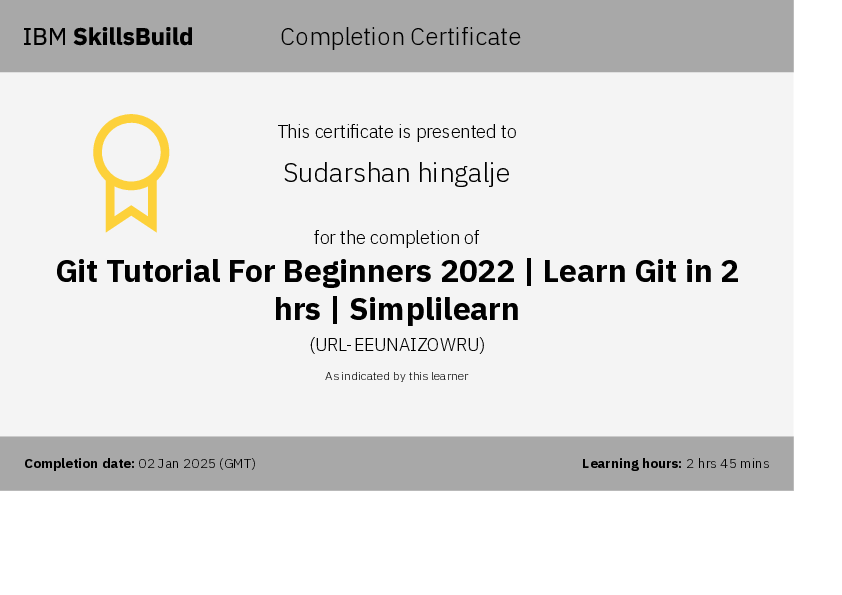 IBM SkillsBuild
Completion Certificate
This certificate is presented to
Sudarshan hingalje
for the completion of
Git Tutorial For Beginners 2022 | Learn Git in 2
hrs | Simplilearn
(URL-EEUNAIZOWRU)
As indicated by this learner
Completion date: 02 Jan 2025 (GMT)
Learning hours: 2 hrs 45 mins